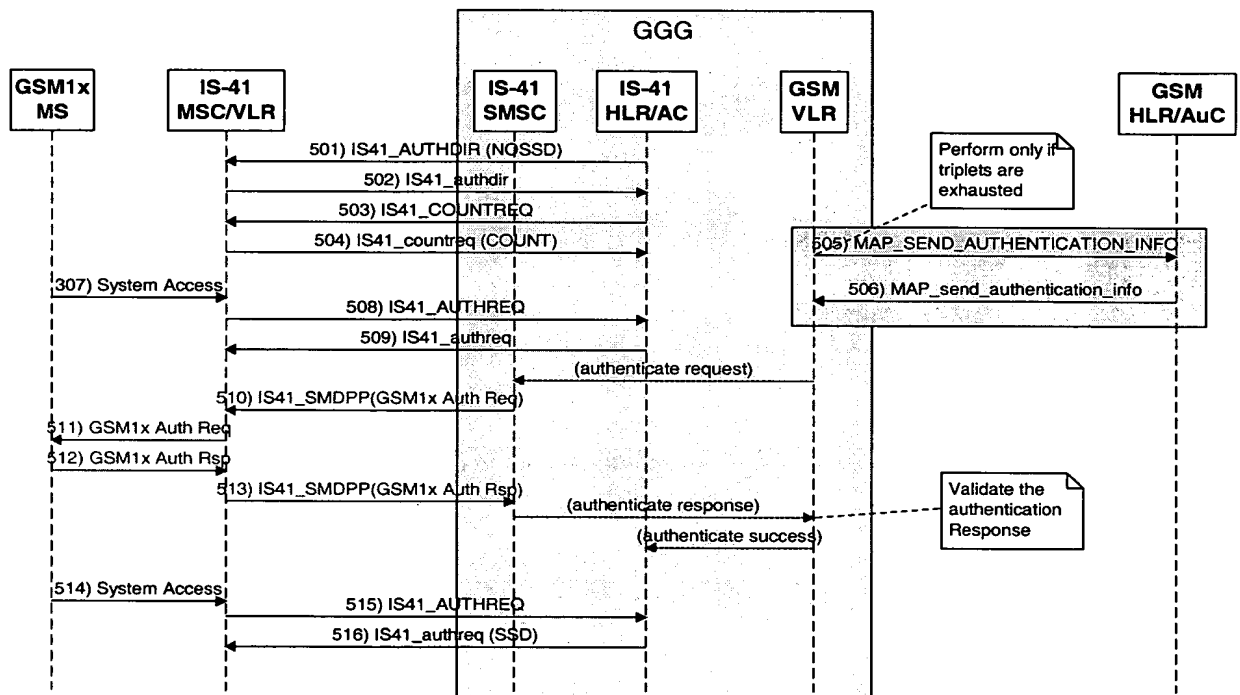 GGG
GSM1x
MS
IS-41
MSC/VLR
IS-41
SMSC
IS-41
HLR/AC
GSM
VLR
GSM
HLR/AuC
501) IS41_AUTHDIR (NOSSD)
Perform only if
triplets are
exhausted
502) IS41_authdir
503) IS41_COUNTREQ
504) IS41_countreq (COUNT)
505) MAP_SEND_AUTHENTICATION_INFO
307) System Access
506) MAP_send_authentication_info
508) IS41_AUTHREQ
509) IS41_authreq
(authenticate request)
510) IS41_SMDPP(GSM1x Auth Req)
511) GSM1x Auth Req
512) GSM1x Auth Rsp
513) IS41_SMDPP(GSM1x Auth Rsp)
(authenticate response)
Validate the
authentication
Response
(authenticate success)
514) System Access
515) IS41_AUTHREQ
516) IS41_authreq (SSD)